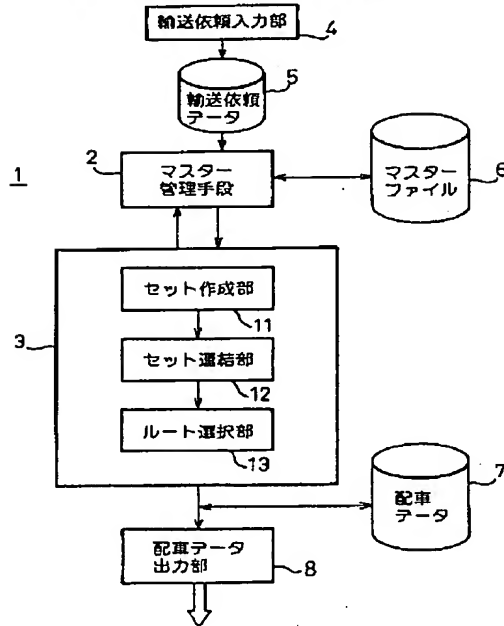 輸送依頼入力部
4
5
輸送依頼
データ
2
マスター
管理手段
1
マスター
ファイル
6
セット作成部
11
3
セット連結部
12
ルート選択部
13
配車
データ
7
配車データ
出力部
8